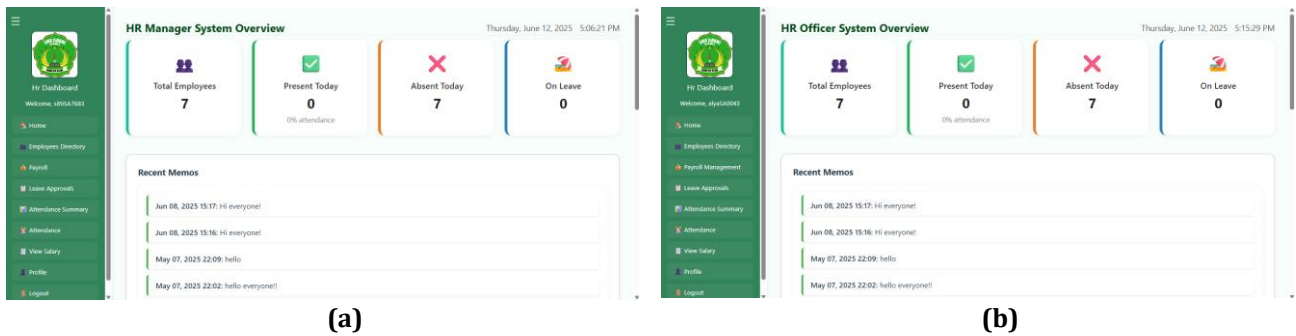 HR Manager System Overview
Thursday, June 12, 2025 5:06:21 PM
Hr Dashboard
Welcome, sitiSA7683
Home
Employees Directory
Payroll
Leave Approvals
Attendance Summary
Attendance
View Salary
Profile
Logout
Total Employees
7
Present Today
0
0% attendance
Absent Today
7
On Leave
0
Recent Memos
Jun 08, 2025 15:17: Hi everyone!
Jun 08, 2025 15:16: Hi everyone!
May 07, 2025 22:09: hello
May 07, 2025 22:02: hello everyone!!
(a)
HR Officer System Overview
Thursday, June 12, 2025 5:15:29 PM
Hr Dashboard
Welcome, alyaSA0043
Home
Employees Directory
Payroll Management
Leave Approvals
Attendance Summary
Attendance
View Salary
Profile
Logout
Total Employees
7
Present Today
0
0% attendance
Absent Today
7
On Leave
0
Recent Memos
Jun 08, 2025 15:17: Hi everyone!
Jun 08, 2025 15:16: Hi everyone!
May 07, 2025 22:09: hello
May 07, 2025 22:02: hello everyone!!
(b)